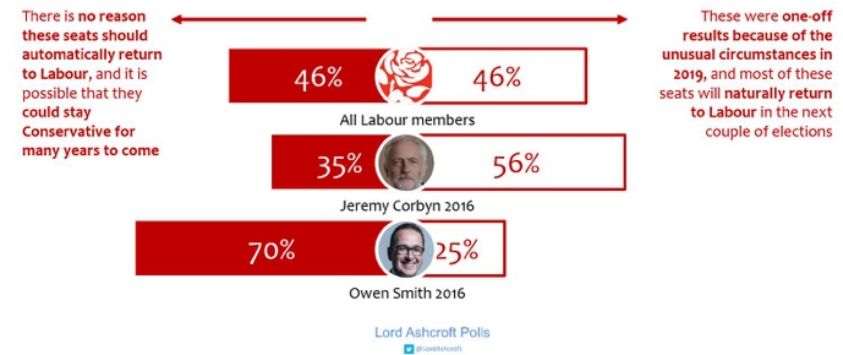 There is no reason
these seats should
automatically return
to Labour, and it is
possible that they
could stay
Conservative for
many years to come
These were one-off
results because of the
unusual circumstances in
2019, and most of these
seats will naturally return
to Labour in the next
couple of elections
46% 46%
All Labour members
35% 56%
Jeremy Corbyn 2016
70% 25%
Owen Smith 2016
Lord Ashcroft Polls
@LordAshcroft